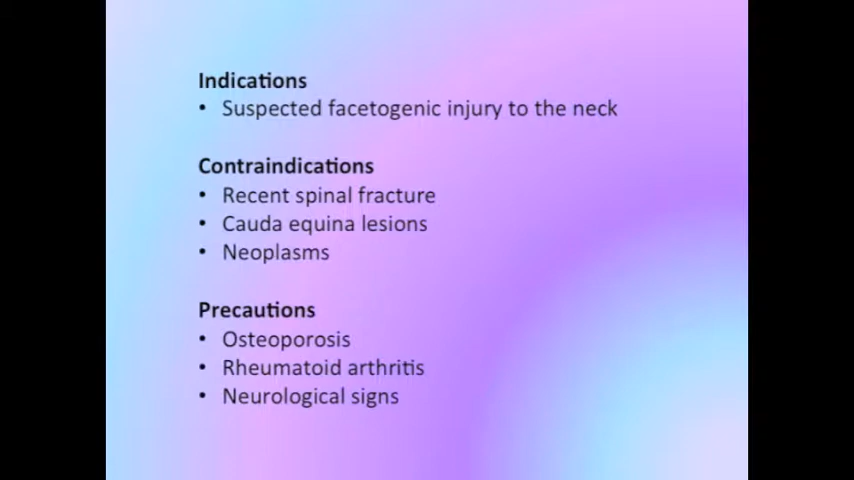 Indications
• Suspected facetogenic injury to the neck
Contraindications
• Recent spinal fracture
• Cauda equina lesions
• Neoplasms
Precautions
• Osteoporosis
• Rheumatoid arthritis
• Neurological signs